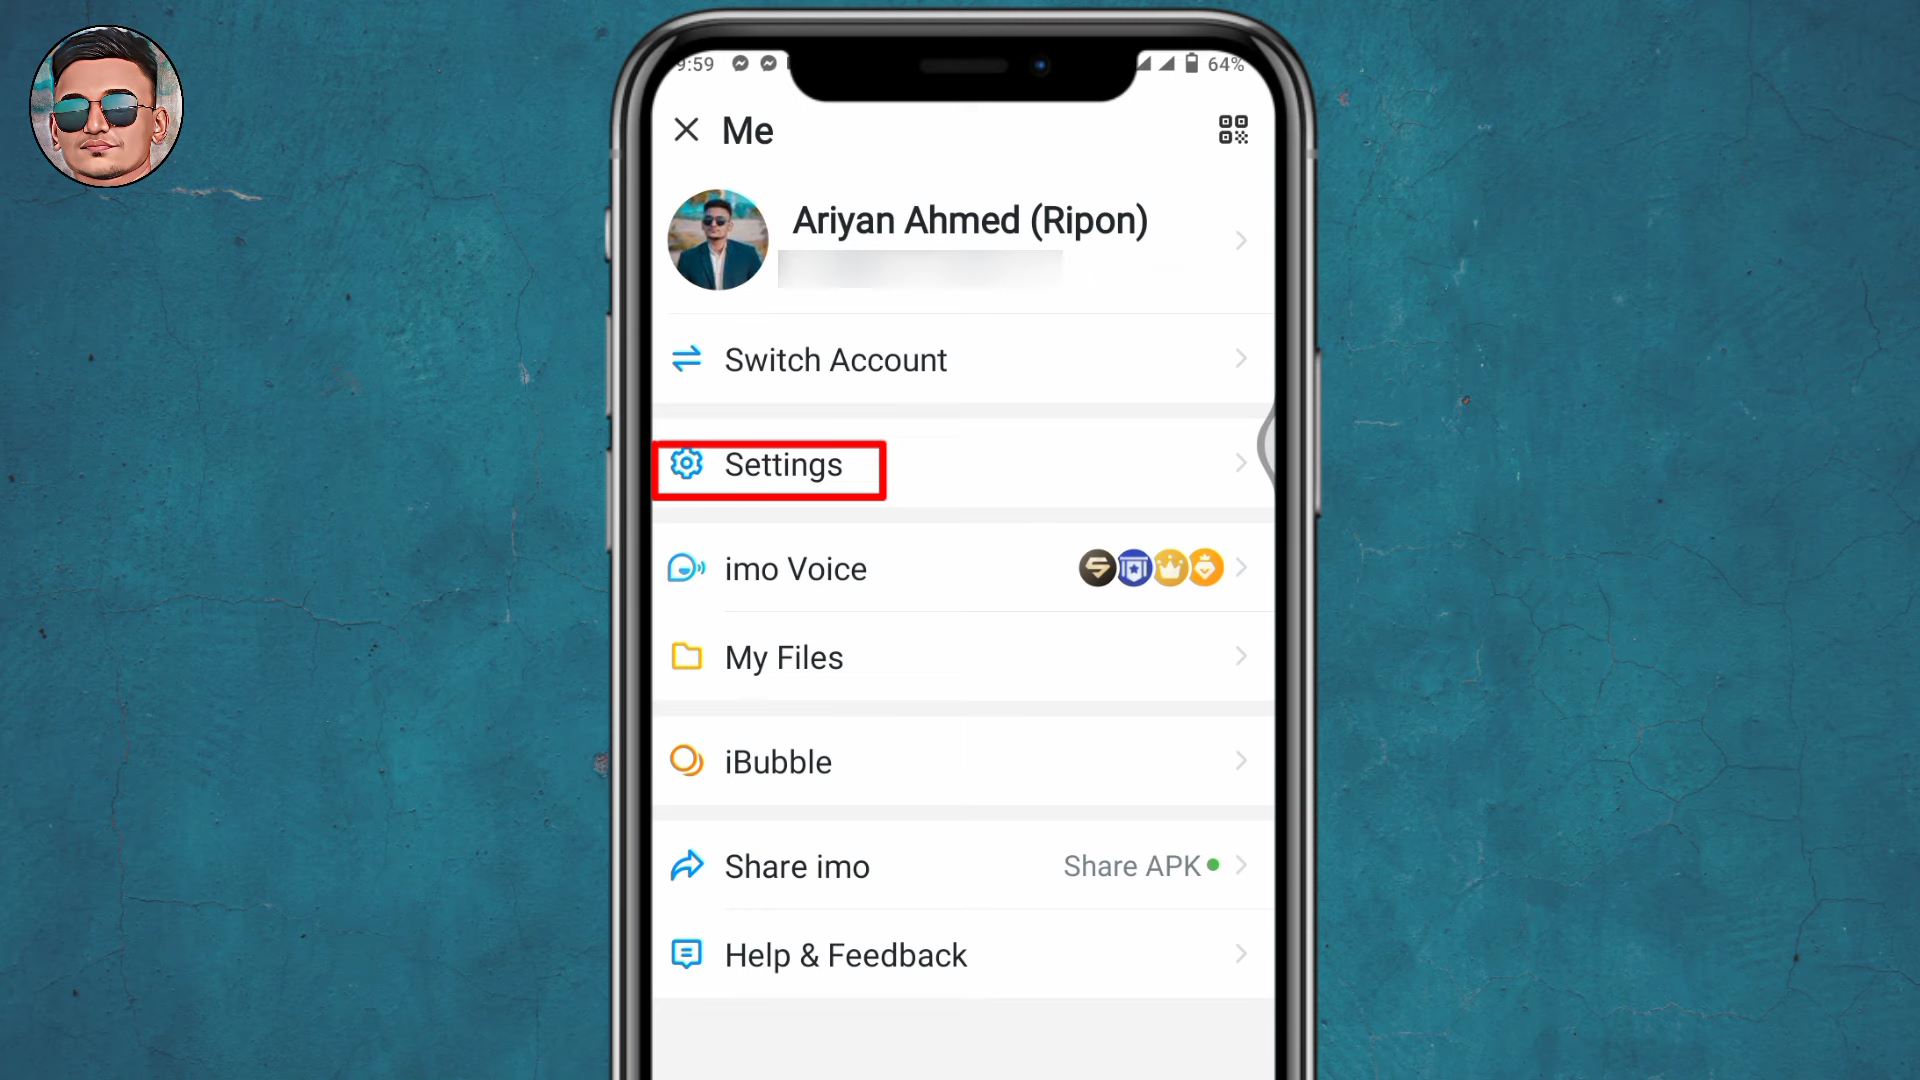 9:59
64%
Me
Ariyan Ahmed (Ripon)
Switch Account
Settings
imo Voice
My Files
iBubble
Share imo
Share APK
Help & Feedback